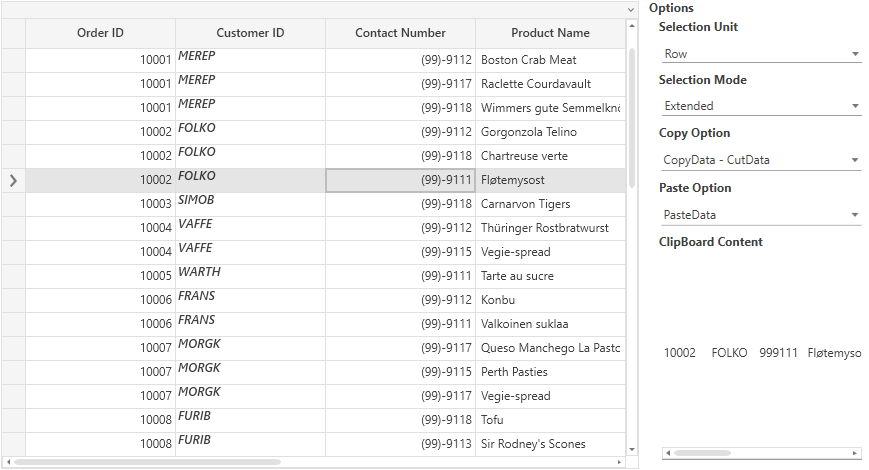 Order ID Customer ID Contact Number Product Name
10001 MEREP (99)-9112 Boston Crab Meat
10001 MEREP (99)-9117 Raclette Courdavault
10001 MEREP (99)-9118 Wimmers gute Semmelknö
10002 FOLKO (99)-9112 Gorgonzola Telino
10002 FOLKO (99)-9118 Chartreuse verte
10002 FOLKO (99)-9111 Fløtemysost
10003 SIMOB (99)-9118 Carnarvon Tigers
10004 VAFFE (99)-9112 Thüringer Rostbratwurst
10004 VAFFE (99)-9115 Vegie-spread
10005 WARTH (99)-9111 Tarte au sucre
10006 FRANS (99)-9112 Konbu
10006 FRANS (99)-9111 Valkoinen suklaa
10007 MORGK (99)-9117 Queso Manchego La Pasto
10007 MORGK (99)-9115 Perth Pasties
10007 MORGK (99)-9117 Vegie-spread
10008 FURIB (99)-9118 Tofu
10008 FURIB (99)-9113 Sir Rodney's Scones
Options
Selection Unit
Row
Selection Mode
Extended
Copy Option
CopyData - CutData
Paste Option
PasteData
ClipBoard Content
10002 FOLKO 999111 Fløtemyso